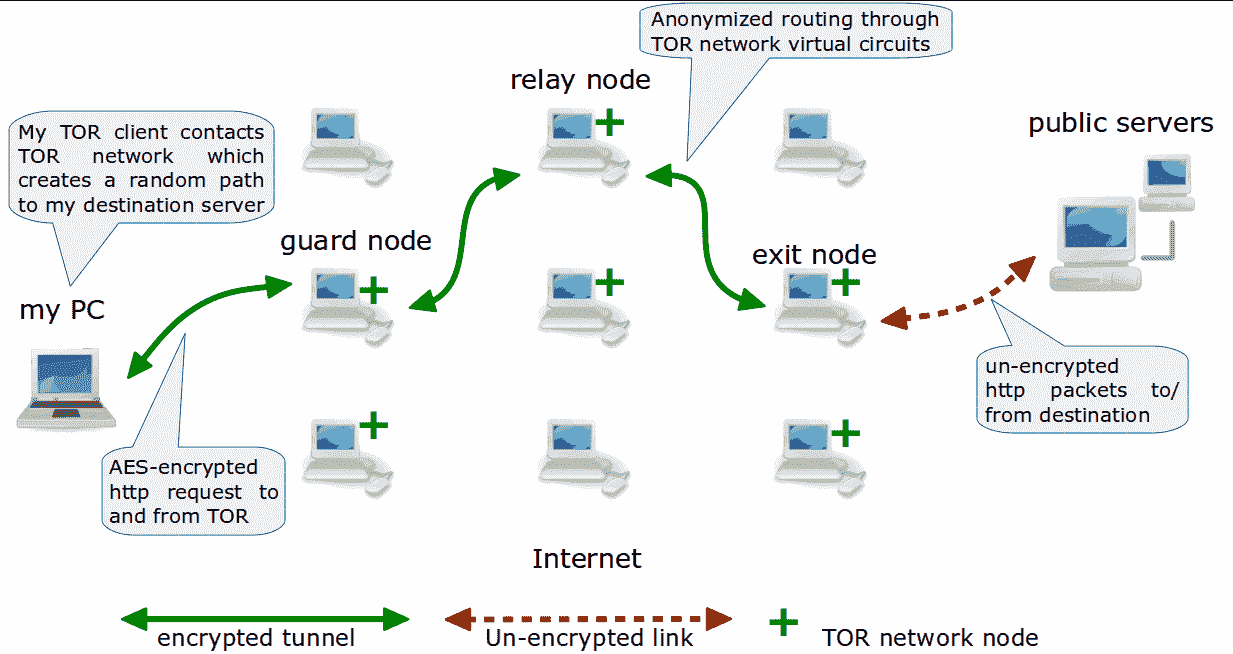 Anonymized routing through
TOR network virtual circuits
relay node
public servers
My TOR client contacts
TOR network which
creates a random path
to my destination server
guard node
exit node
my PC
un-encrypted
http packets to/
from destination
AES-encrypted
http request to
and from TOR
Internet
encrypted tunnel
Un-encrypted link
TOR network node